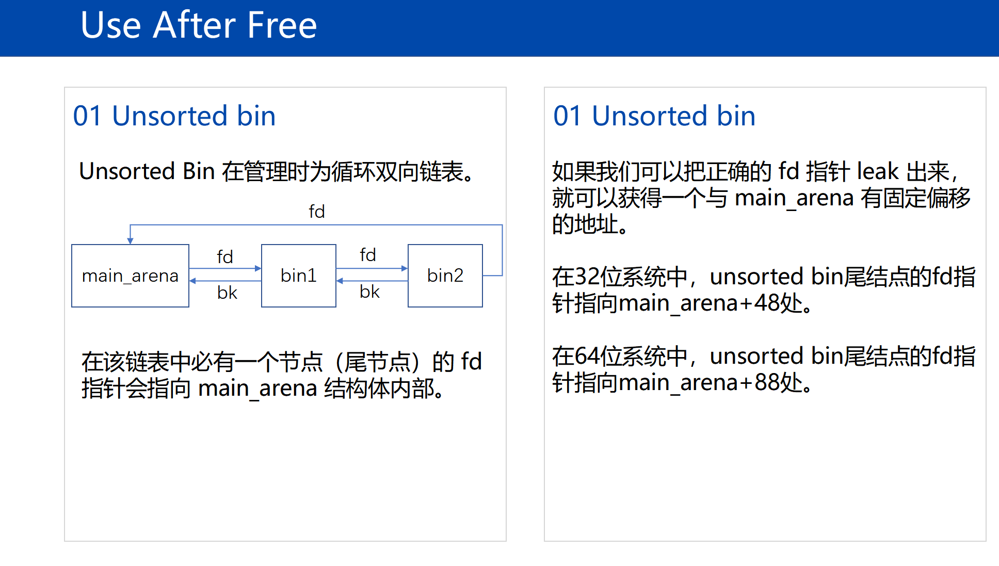 Use After Free
01 Unsorted bin
Unsorted Bin 在管理时为循环双向链表。
fd
fd
fd
main_arena
bin1
bin2
bk
bk
在该链表中必有一个节点（尾节点）的 fd
指针会指向 main_arena 结构体内部。
01 Unsorted bin
如果我们可以把正确的 fd 指针 leak 出来，
就可以获得一个与 main_arena 有固定偏移
的地址。
在32位系统中，unsorted bin尾结点的fd指
针指向main_arena+48处。
在64位系统中，unsorted bin尾结点的fd指
针指向main_arena+88处。